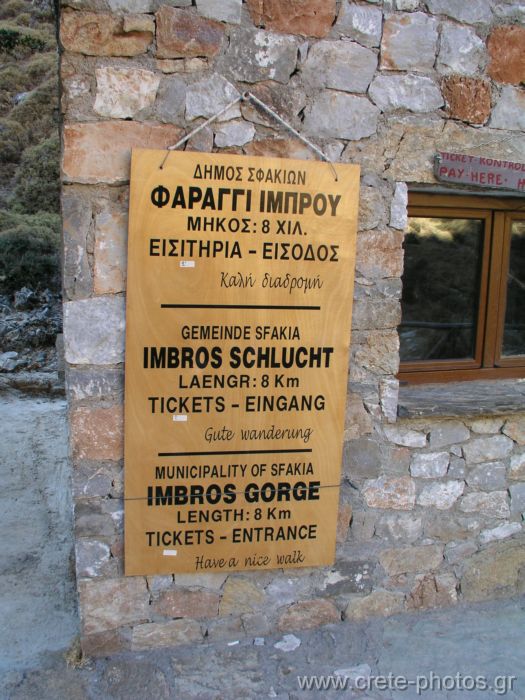 ΔΗΜΟΣ ΣΦΑΚΙΩΝ
ΦΑΡΑΓΓΙ ΙΜΠΡΟΥ
ΜΗΚΟΣ: 8 ΧΙΛ.
ΕΙΣΙΤΗΡΙΑ – ΕΙΣΟΔΟΣ
Καλή διαδρομή
GEMEINDE SFAKIA
IMBROS SCHLUCHT
LAENGR: 8 Km
TICKETS – EINGANG
Gute wanderung
MUNICIPALITY OF SFAKIA
IMBROS GORGE
LENGTH: 8 Km
TICKETS – ENTRANCE
Have a nice walk
TICKET KONTROL
PAY-HERE.
www.crete-photos.gr